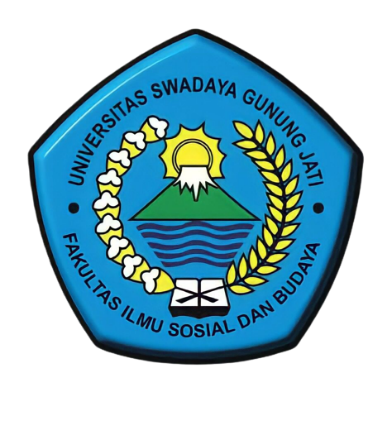 UNIVERSITAS SWADAYA GUNUNG JATI
FAKULTAS ILMU SOSIAL DAN BUDAYA